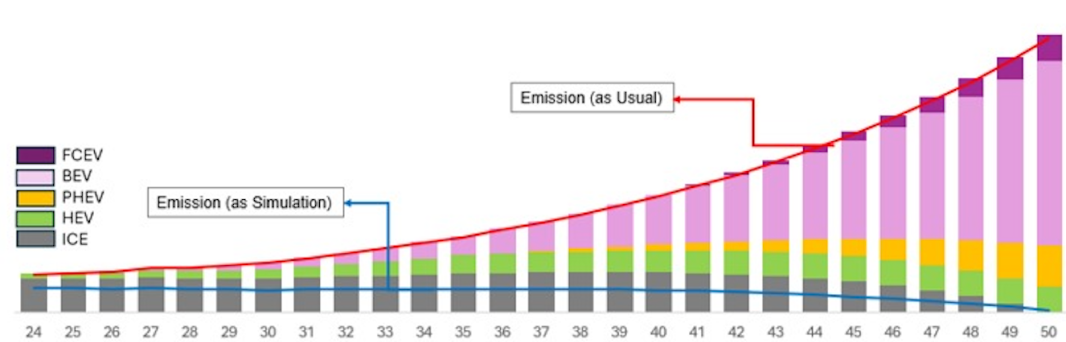 Emission (as Usual)
FCEV
BEV
PHEV
HEV
ICE
Emission (as Simulation)
24 25 26 27 28 29 30 31 32 33 34 35 36 37 38 39 40 41 42 43 44 45 46 47 48 49 50